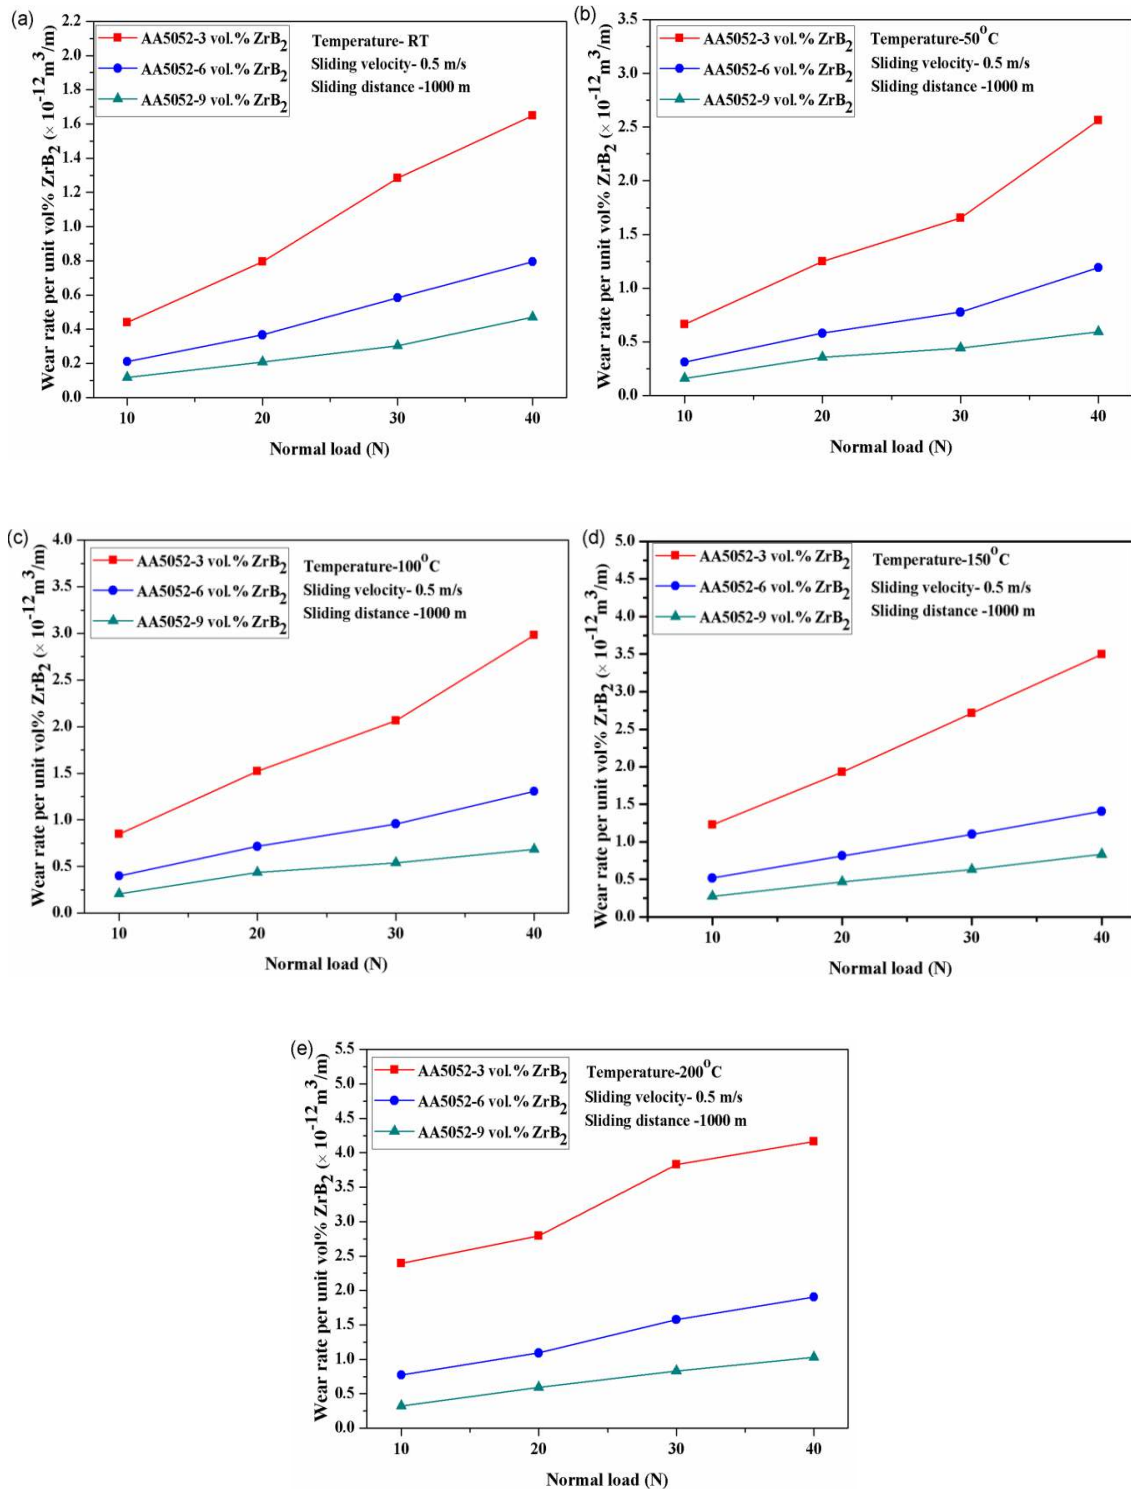 (a)
2.2
2.0
1.8
1.6
1.4
1.2
1.0
0.8
0.6
0.4
0.2
0.0
Wear rate per unit vol% ZrB2 (× 10-12m3/m)
AA5052-3 vol.% ZrB2
AA5052-6 vol.% ZrB2
AA5052-9 vol.% ZrB2
Temperature- RT
Sliding velocity- 0.5 m/s
Sliding distance -1000 m
10 20 30 40
Normal load (N)
(b)
3.5
3.0
2.5
2.0
1.5
1.0
0.5
0.0
Wear rate per unit vol% ZrB2 (× 10-12m3/m)
AA5052-3 vol.% ZrB2
AA5052-6 vol.% ZrB2
AA5052-9 vol.% ZrB2
Temperature-50oC
Sliding velocity- 0.5 m/s
Sliding distance -1000 m
10 20 30 40
Normal load (N)
(c)
4.0
3.5
3.0
2.5
2.0
1.5
1.0
0.5
0.0
Wear rate per unit vol% ZrB2 (× 10-12m3/m)
AA5052-3 vol.% ZrB2
AA5052-6 vol.% ZrB2
AA5052-9 vol.% ZrB2
Temperature-100oC
Sliding velocity- 0.5 m/s
Sliding distance -1000 m
10 20 30 40
Normal load (N)
(d)
5.0
4.5
4.0
3.5
3.0
2.5
2.0
1.5
1.0
0.5
0.0
Wear rate per unit vol% ZrB2 (× 10-12m3/m)
AA5052-3 vol.% ZrB2
AA5052-6 vol.% ZrB2
AA5052-9 vol.% ZrB2
Temperature-150oC
Sliding velocity- 0.5 m/s
Sliding distance -1000 m
10 20 30 40
Normal load (N)
(e)
5.5
5.0
4.5
4.0
3.5
3.0
2.5
2.0
1.5
1.0
0.5
0.0
Wear rate per unit vol% ZrB2 (× 10-12m3/m)
AA5052-3 vol.% ZrB2
AA5052-6 vol.% ZrB2
AA5052-9 vol.% ZrB2
Temperature-200oC
Sliding velocity- 0.5 m/s
Sliding distance -1000 m
10 20 30 40
Normal load (N)